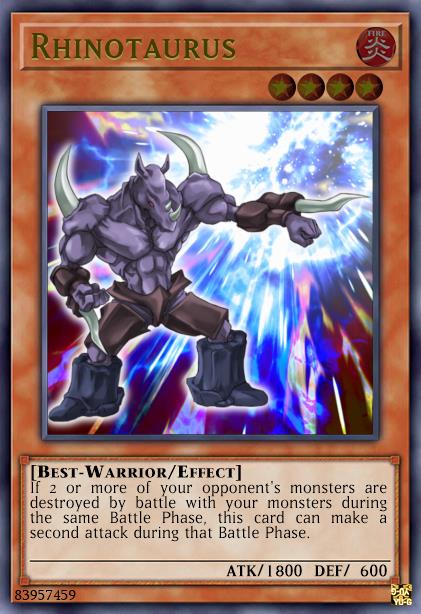 RHINOTAURUS
FIRE
炎
[BEST-WARRIOR/EFFECT]
If 2 or more of your opponent's monsters are
destroyed by battle with your monsters during
the same Battle Phase, this card can make a
second attack during that Battle Phase.
ATK/1800 DEF/ 600
83957459